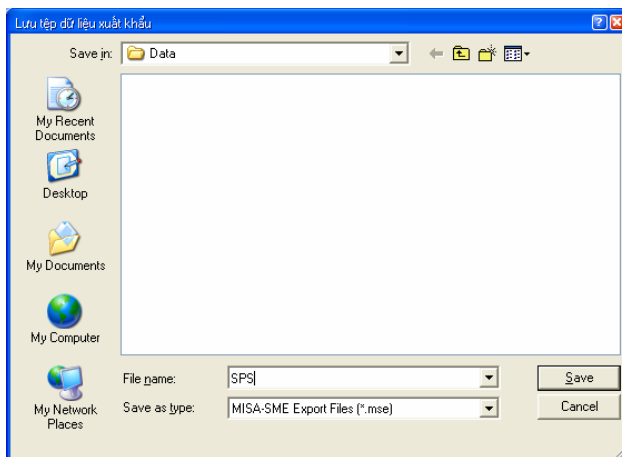 Lưu tệp dữ liệu xuất khẩu
Save in: Data
My Recent
Documents
Desktop
My Documents
My Computer
My Network
Places
File name: SPS
Save as type: MISA-SME Export Files (*.mse)
Save
Cancel